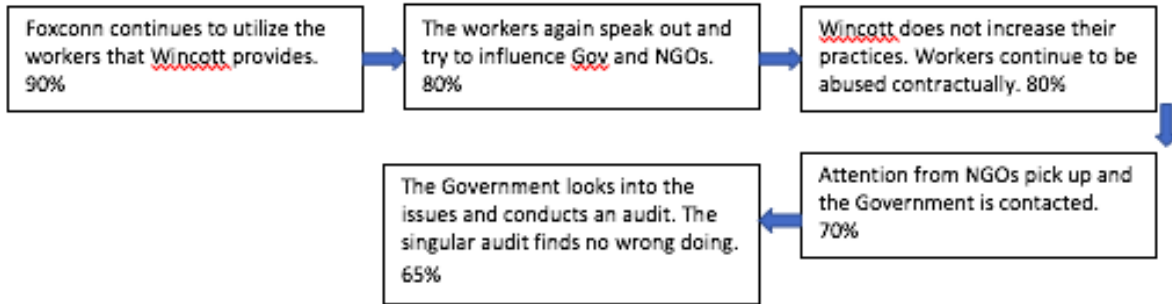 Foxconn continues to utilize the
workers that Wincott provides.
90%
The workers again speak out and
try to influence Gov and NGOs.
80%
Wincott does not increase their
practices. Workers continue to be
abused contractually. 80%
Attention from NGOs pick up and
the Government is contacted.
70%
The Government looks into the
issues and conducts an audit. The
singular audit finds no wrong doing.
65%